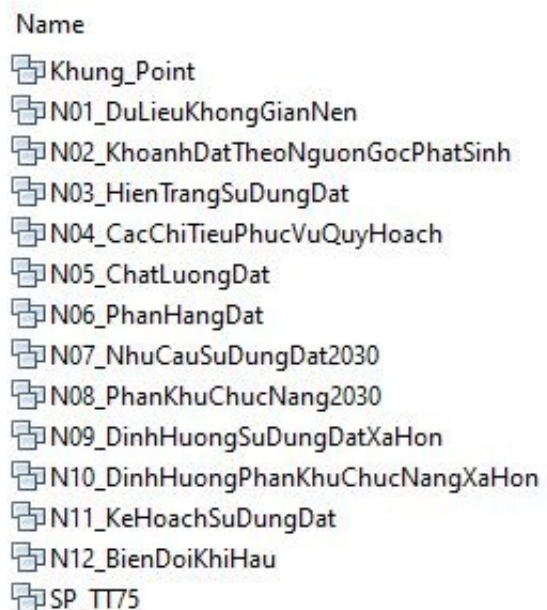 Name
Khung_Point
N01_DuLieuKhongGianNen
N02_KhoanhDatTheoNguonGocPhatSinh
N03_HienTrangSuDungDat
N04_CacChiTieuPhucVuQuyHoach
N05_ChatLuongDat
N06_PhanHangDat
N07_NhuCauSuDungDat2030
N08_PhanKhuChucNang2030
N09_DinhHuongSuDungDatXaHon
N10_DinhHuongPhanKhuChucNangXaHon
N11_KeHoachSuDungDat
N12_BienDoiKhiHau
SP_TT75